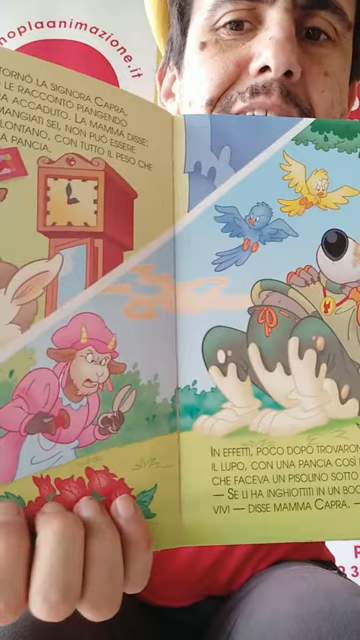 noplaanimazione.it
TORNÒ LA SIGNORA CAPRA,
LE RACCONTO PIANGENDO
ACCADUTO. LA MAMMA DISSE:
MANGIATI SEI, NON PUÒ ESSERE
LONTANO, CON TUTTO IL PESO CHE
A PANCIA.
IN EFFETTI, POCO DOPO TROVARON
IL LUPO, CON UNA PANCIA COSÌ
CHE FACEVA UN PISOLINO SOTTO
— SE LI HA INGHIOTTITI IN UN BOC
VIVI — DISSE MAMMA CAPRA. —